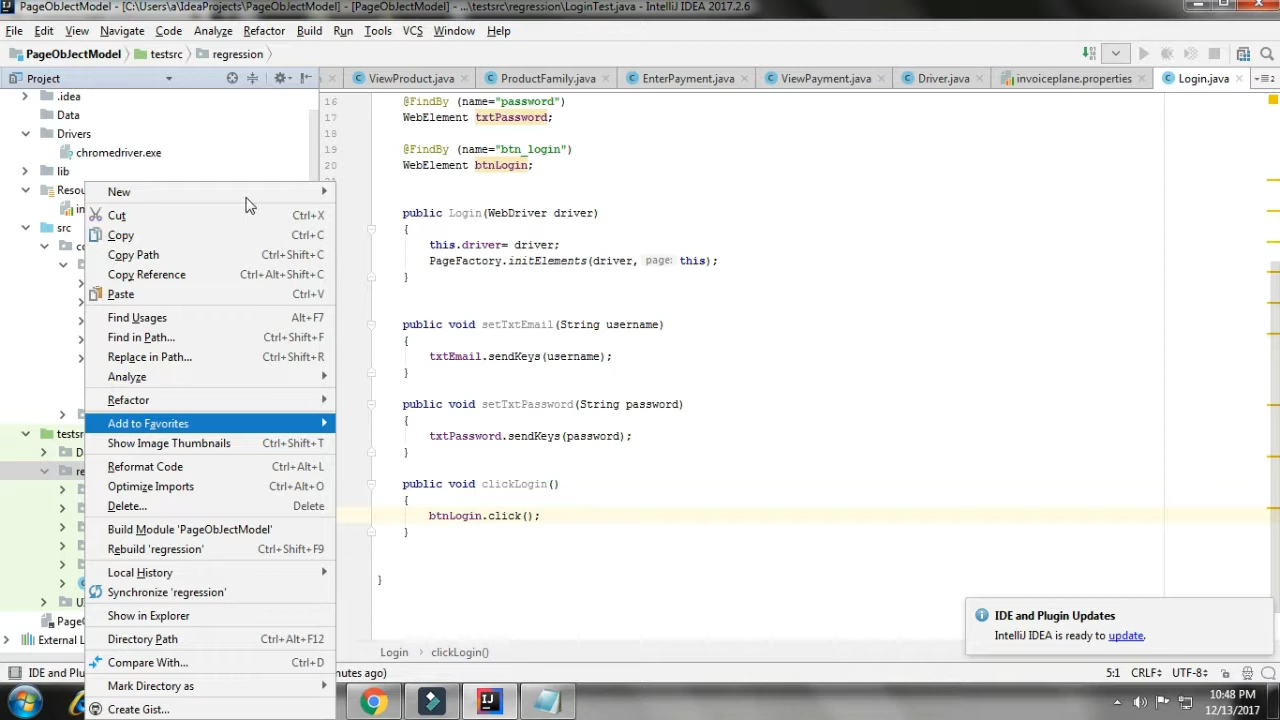 PageObJectModel - [C:\Users\a\IdeaProjects\PageObJectModel] - [PageObJectModel] - ...\testsrc\regression\LoginTest.java - IntelliJ IDEA 2017.2.6
File Edit View Navigate Code Analyze Refactor Build Run Tools VCS Window Help
PageObJectModel testsrc regression
Project
ViewProduct.java ProductFamily.java EnterPayment.java ViewPayment.java Driver.java invoiceplane.properties Login.java
.idea
Data
Drivers
chromedriver.exe
lib
Resou
in
src
co
testsr
D
re
U
PageO
External L
New
Cut Ctrl+X
Copy Ctrl+C
Copy Path Ctrl+Shift+C
Copy Reference Ctrl+Alt+Shift+C
Paste Ctrl+V
Find Usages Alt+F7
Find in Path... Ctrl+Shift+F
Replace in Path... Ctrl+Shift+R
Analyze
Refactor
Add to Favorites
Show Image Thumbnails Ctrl+Shift+T
Reformat Code Ctrl+Alt+L
Optimize Imports Ctrl+Alt+O
Delete... Delete
Build Module 'PageObJectModel'
Rebuild 'regression' Ctrl+Shift+F9
Local History
Synchronize 'regression'
Show in Explorer
Directory Path Ctrl+Alt+F12
Compare With... Ctrl+D
Mark Directory as
Create Gist...
16 @FindBy (name="password")
17 WebElement txtPassword;
18
19 @FindBy (name="btn_login")
20 WebElement btnLogin;
public Login(WebDriver driver)
{
this.driver= driver;
PageFactory.initElements(driver, page: this);
}
public void setTxtEmail(String username)
{
txtEmail.sendKeys(username);
}
public void setTxtPassword(String password)
{
txtPassword.sendKeys(password);
}
public void clickLogin()
{
btnLogin.click();
}
}
IDE and Plugin Updates
IntelliJ IDEA is ready to update.
Login clickLogin()
IDE and Plu
nutes ago)
5:1 CRLF UTF-8
10:48 PM
12/13/2017